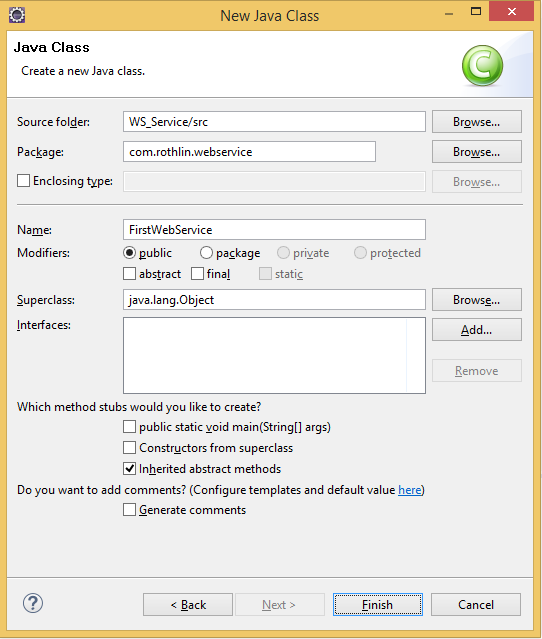 New Java Class
Java Class
Create a new Java class.
C
Source folder: WS_Service/src Browse...
Package: com.rothlin.webservice Browse...
Enclosing type: Browse...
Name: FirstWebService
Modifiers: public package private protected
abstract final static
Superclass: java.lang.Object Browse...
Interfaces: Add...
Remove
Which method stubs would you like to create?
public static void main(String[] args)
Constructors from superclass
Inherited abstract methods
Do you want to add comments? (Configure templates and default value here)
Generate comments
? < Back Next > Finish Cancel